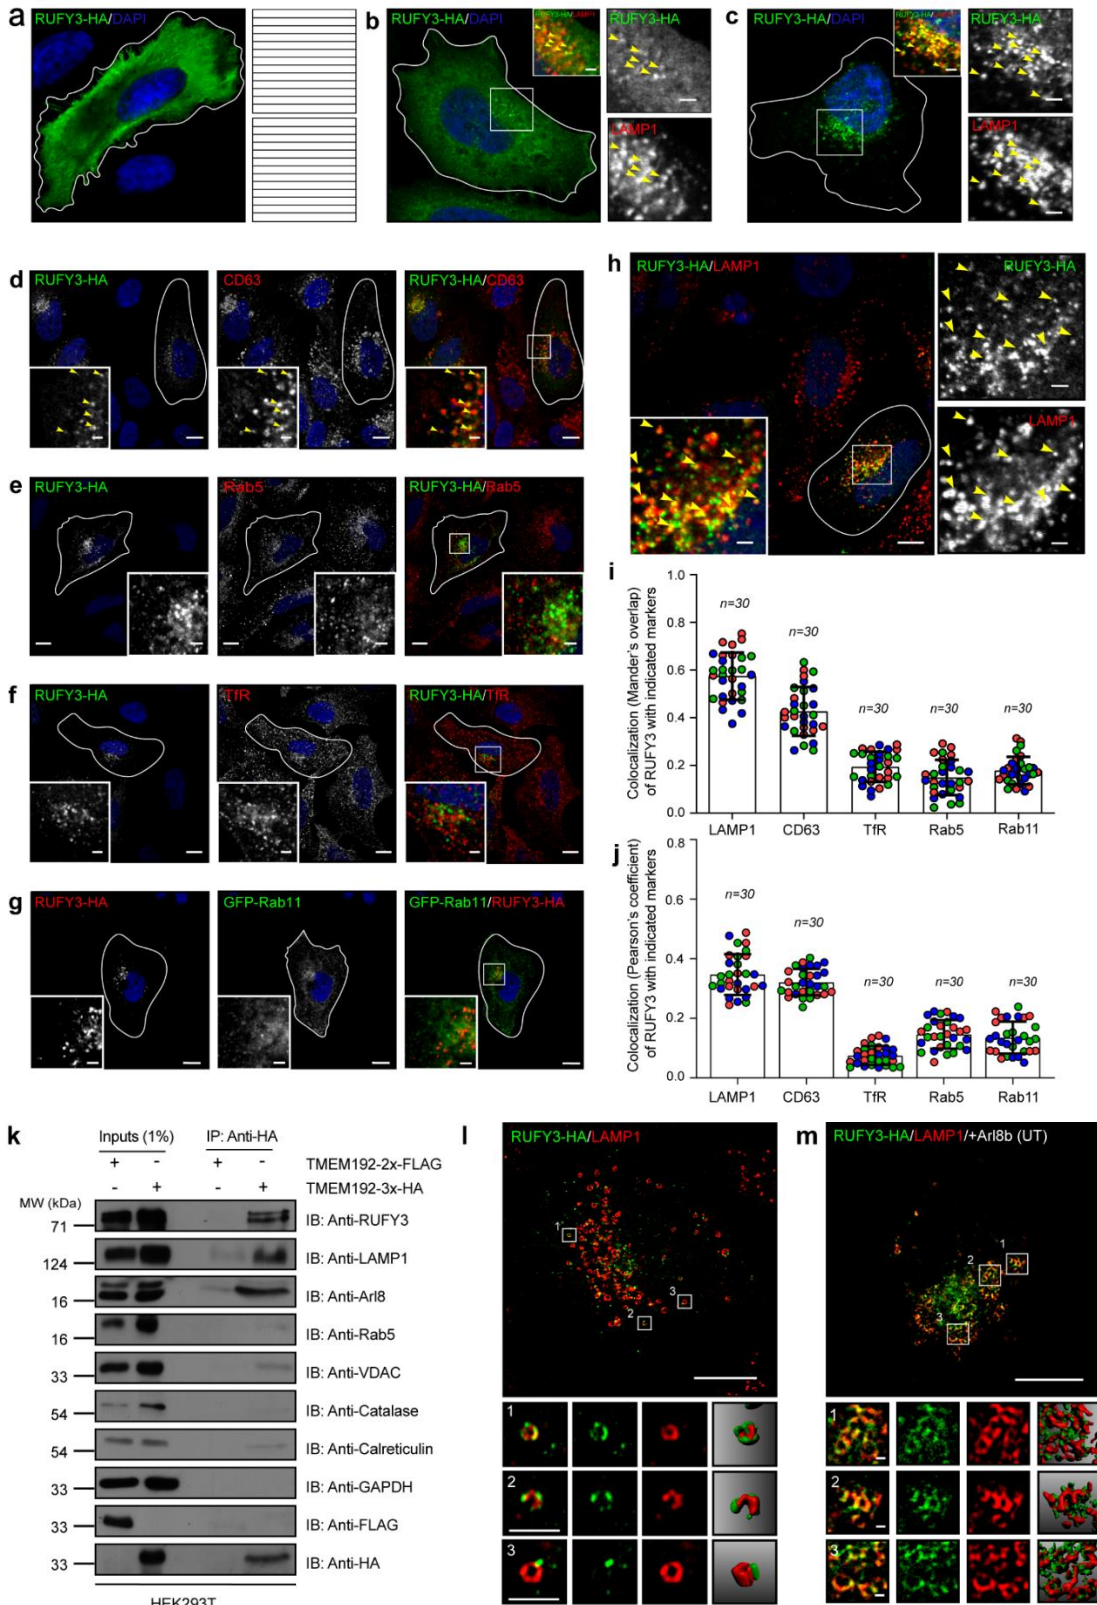 a
RUFY3-HA/DAPI
b
RUFY3-HA/DAPI
RUFY3-HA/LAMP1
RUFY3-HA
LAMP1
c
RUFY3-HA/DAPI
RUFY3-HA/LAMP1
RUFY3-HA
LAMP1
d
RUFY3-HA
CD63
RUFY3-HA/CD63
e
RUFY3-HA
Rab5
RUFY3-HA/Rab5
f
RUFY3-HA
TfR
RUFY3-HA/TfR
g
RUFY3-HA
GFP-Rab11
GFP-Rab11/RUFY3-HA
h
RUFY3-HA/LAMP1
RUFY3-HA
LAMP1
i
Colocalization (Mander's overlap)
of RUFY3 with indicated markers
1.0
0.8
0.6
0.4
0.2
0.0
n=30
n=30
n=30
n=30
n=30
LAMP1
CD63
TfR
Rab5
Rab11
j
Colocalization (Pearson's coefficient)
of RUFY3 with indicated markers
0.8
0.6
0.4
0.2
0.0
n=30
n=30
n=30
n=30
n=30
LAMP1
CD63
TfR
Rab5
Rab11
k
Inputs (1%)
IP: Anti-HA
+ - + - TMEM192-2x-FLAG
- + - + TMEM192-3x-HA
MW (kDa)
71 IB: Anti-RUFY3
124 IB: Anti-LAMP1
16 IB: Anti-Arl8
16 IB: Anti-Rab5
33 IB: Anti-VDAC
54 IB: Anti-Catalase
54 IB: Anti-Calreticulin
33 IB: Anti-GAPDH
33 IB: Anti-FLAG
33 IB: Anti-HA
HEK293T
l
RUFY3-HA/LAMP1
1
2
3
1
2
3
m
RUFY3-HA/LAMP1/+Arl8b (UT)
1
2
3
1
2
3